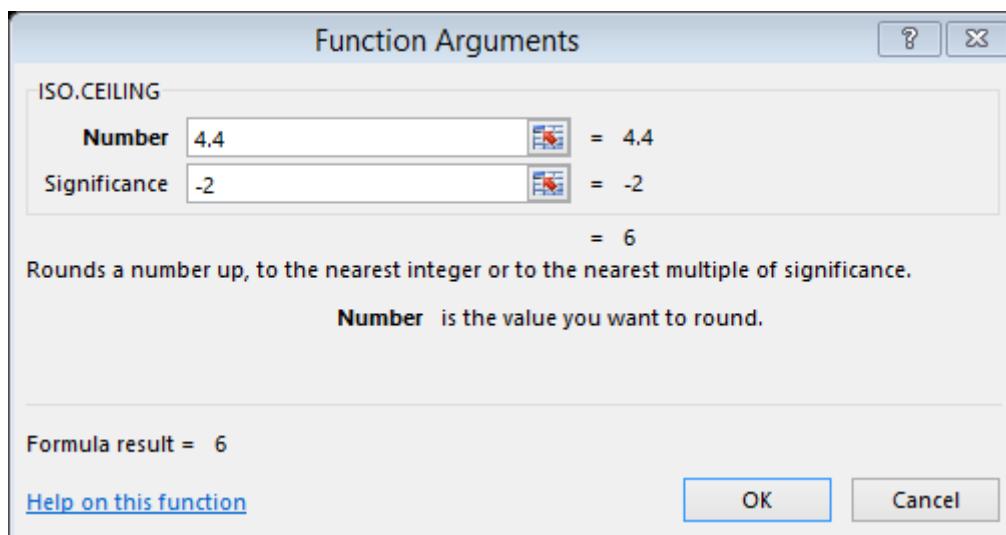 Function Arguments
ISO.CEILING
Number 4.4 = 4.4
Significance -2 = -2
= 6
Rounds a number up, to the nearest integer or to the nearest multiple of significance.
Number is the value you want to round.
Formula result = 6
Help on this function OK Cancel